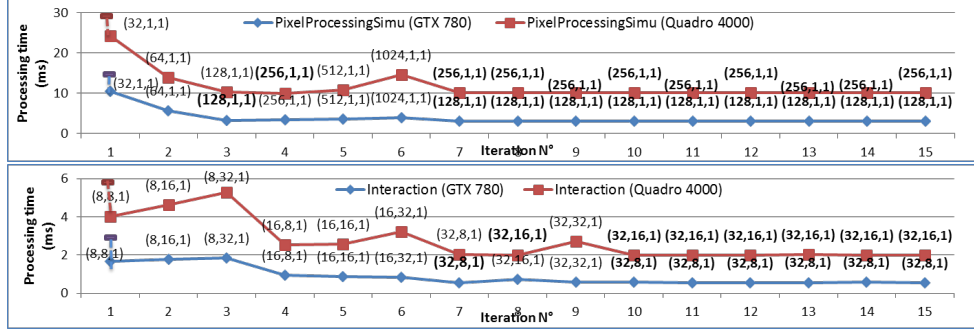 PixelProcessingSimu (GTX 780) PixelProcessingSimu (Quadro 4000)
Processing time
(ms)
30
20
10
0
(32,1,1) (64,1,1) (128,1,1) (256,1,1) (512,1,1) (1024,1,1) (256,1,1) (256,1,1) (256,1,1) (256,1,1) (256,1,1) (256,1,1) (256,1,1) (256,1,1) (256,1,1)
(32,1,1) (64,1,1) (128,1,1) (256,1,1) (512,1,1) (1024,1,1) (128,1,1) (128,1,1) (128,1,1) (128,1,1) (128,1,1) (128,1,1) (128,1,1) (128,1,1) (128,1,1)
1 2 3 4 5 6 7 8 9 10 11 12 13 14 15
Iteration N°
Interaction (GTX 780) Interaction (Quadro 4000)
Processing time
(ms)
6
4
2
0
(8,8,1) (8,16,1) (8,32,1) (16,8,1) (16,16,1) (16,32,1) (32,8,1) (32,16,1) (32,32,1) (32,16,1) (32,16,1) (32,16,1) (32,16,1) (32,16,1) (32,16,1)
(8,8,1) (8,16,1) (8,32,1) (16,8,1) (16,16,1) (16,32,1) (32,8,1) (32,16,1) (32,32,1) (32,8,1) (32,8,1) (32,8,1) (32,8,1) (32,8,1) (32,8,1)
1 2 3 4 5 6 7 8 9 10 11 12 13 14 15
Iteration N°